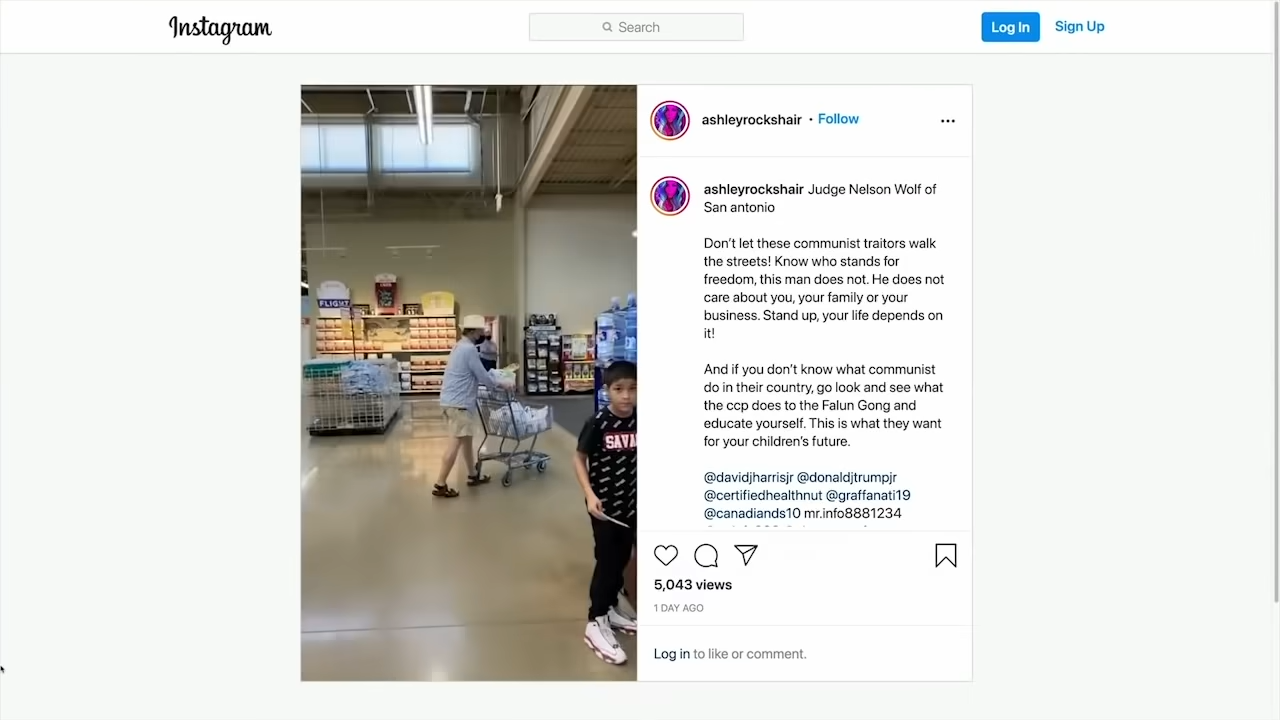 Instagram
Search
Log In
Sign Up
ashleyrockshair • Follow
ashleyrockshair Judge Nelson Wolf of
San antonio
Don't let these communist traitors walk
the streets! Know who stands for
freedom, this man does not. He does not
care about you, your family or your
business. Stand up, your life depends on
it!
And if you don't know what communist
do in their country, go look and see what
the ccp does to the Falun Gong and
educate yourself. This is what they want
for your children's future.
@davidjharrisjr @donaldjtrumpjr
@certifiedhealthnut @graffanati19
@canadiands10 mr.info8881234
5,043 views
1 DAY AGO
Log in to like or comment.
FLIGHT